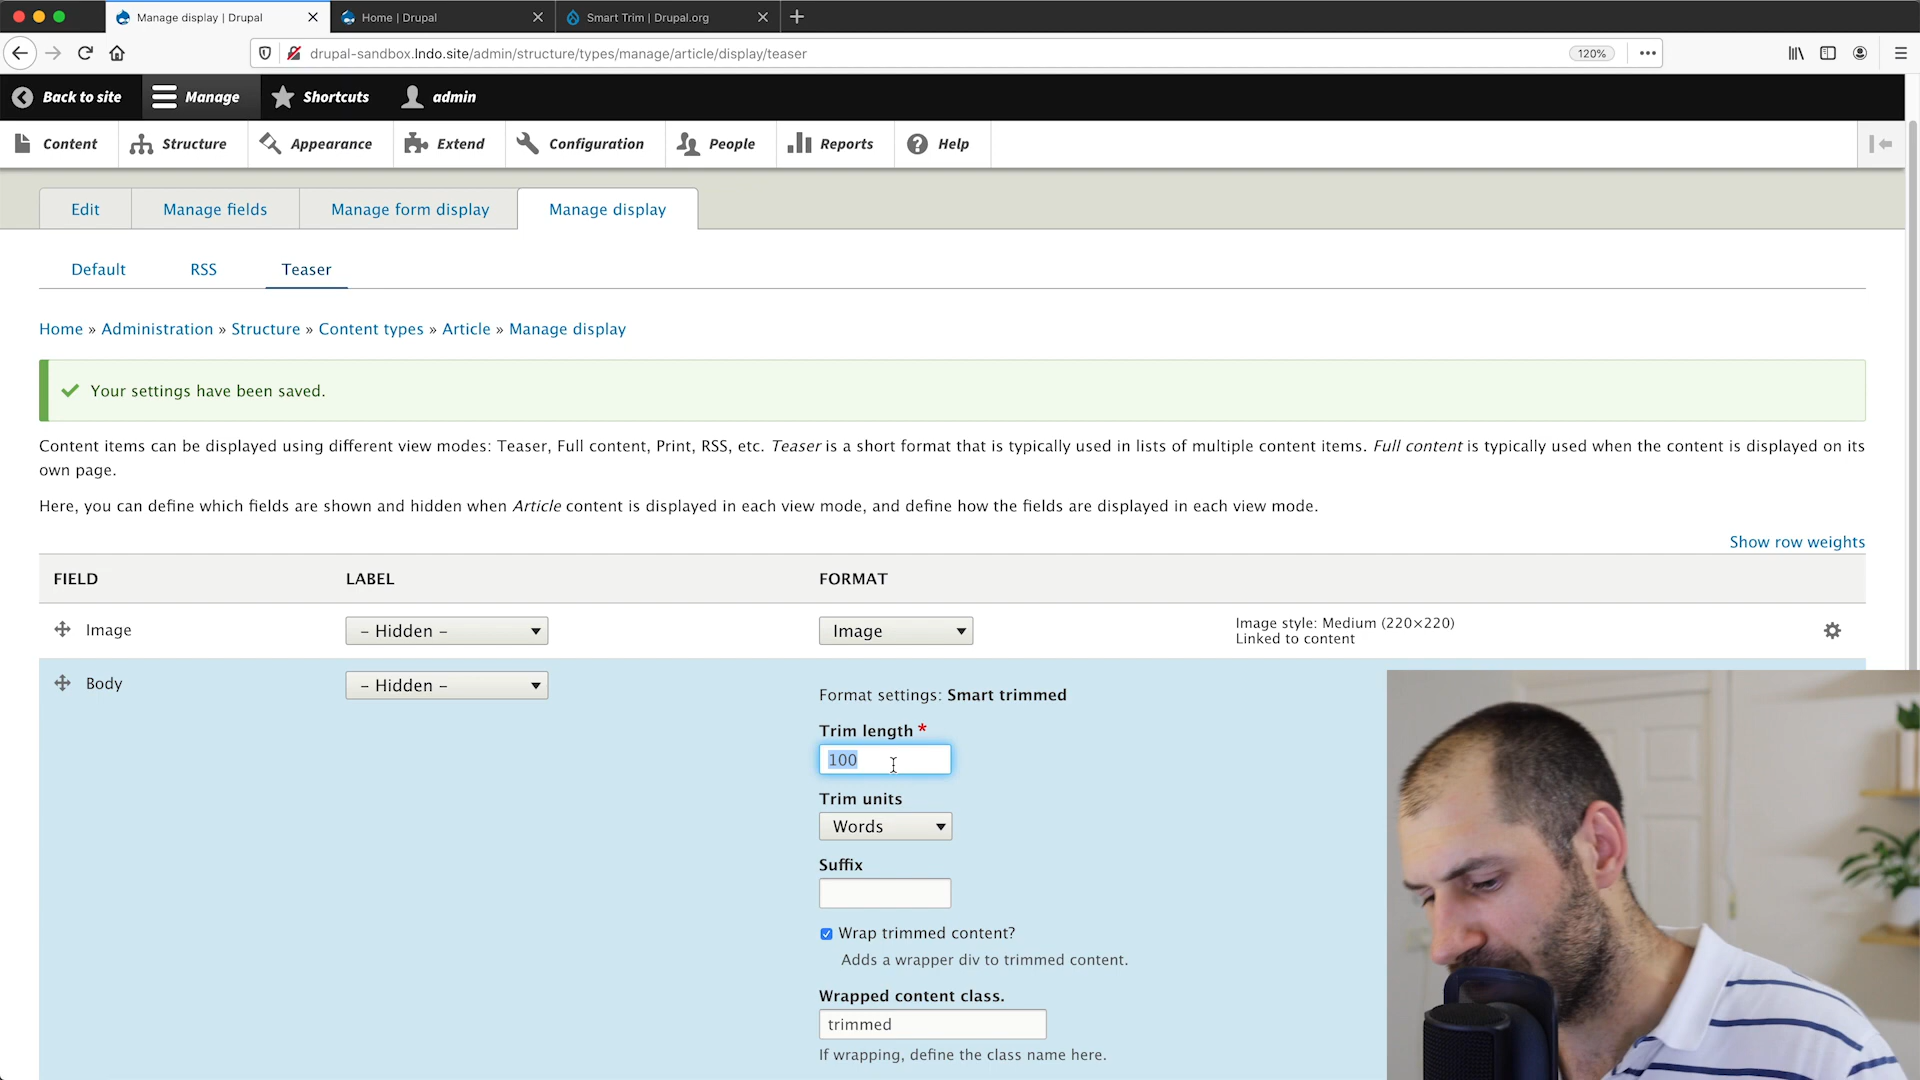 Manage display | Drupal
Home | Drupal
Smart Trim | Drupal.org
drupal-sandbox.lndo.site/admin/structure/types/manage/article/display/teaser
120%
Back to site
Manage
Shortcuts
admin
Content
Structure
Appearance
Extend
Configuration
People
Reports
Help
Edit
Manage fields
Manage form display
Manage display
Default
RSS
Teaser
Home » Administration » Structure » Content types » Article » Manage display
Your settings have been saved.
Content items can be displayed using different view modes: Teaser, Full content, Print, RSS, etc. Teaser is a short format that is typically used in lists of multiple content items. Full content is typically used when the content is displayed on its
own page.
Here, you can define which fields are shown and hidden when Article content is displayed in each view mode, and define how the fields are displayed in each view mode.
Show row weights
FIELD
LABEL
FORMAT
Image
- Hidden -
Image
Image style: Medium (220×220)
Linked to content
Body
- Hidden -
Format settings: Smart trimmed
Trim length *
100
Trim units
Words
Suffix
Wrap trimmed content?
Adds a wrapper div to trimmed content.
Wrapped content class.
trimmed
If wrapping, define the class name here.